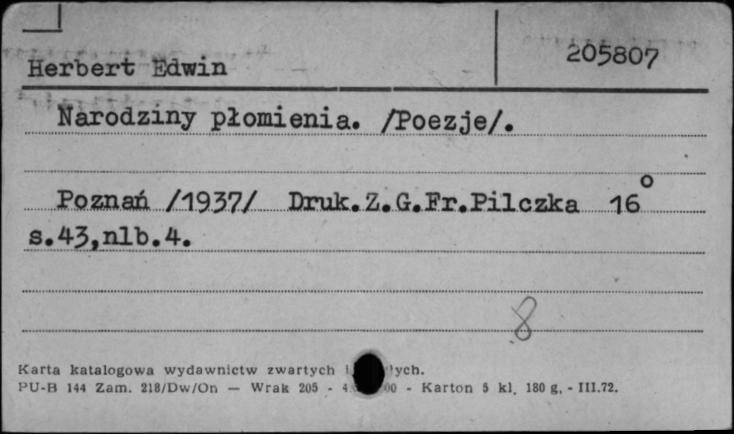 205807
Herbert Edwin
Narodziny płomienia. /Poezje/.
Poznań /1937/ Druk.Z.G.Fr.Pilczka 16°
s.43,nlb.4.
8
Karta katalogowa wydawnictw zwartych
PU-B 144 Zam. 218/Dw/On — Wrak 205 - - Karton 5 kl. 180 g. - III.72.